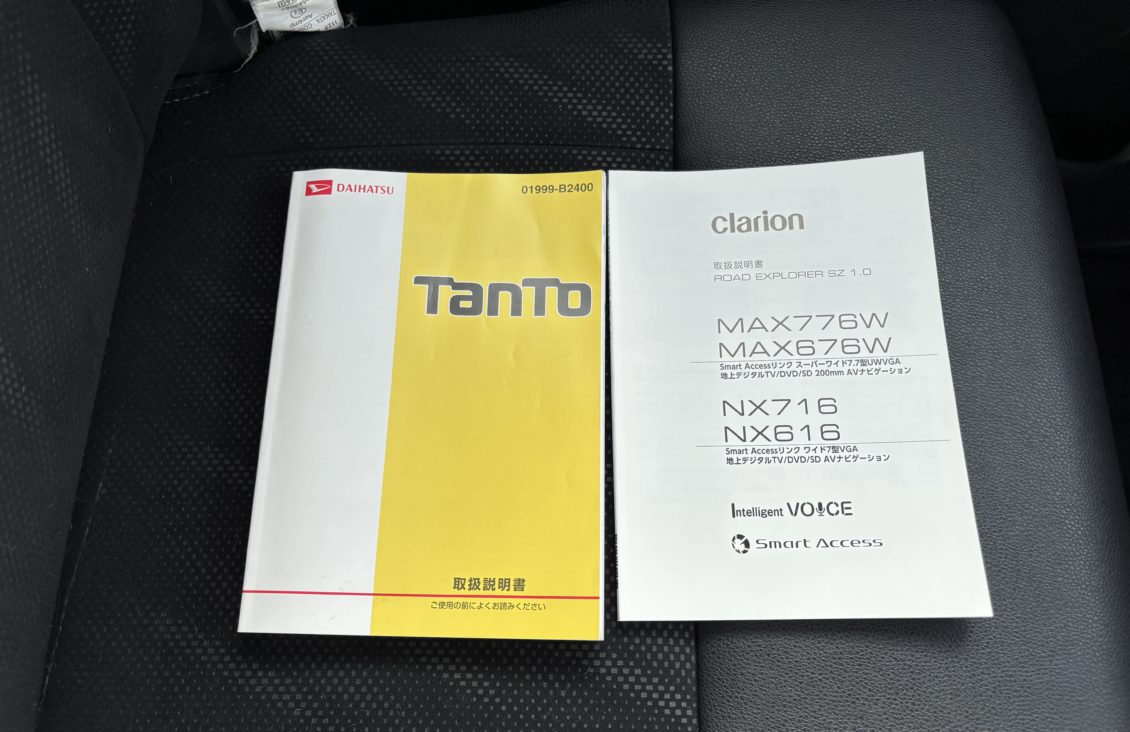 DAIHATSU
01999-B2400
TanTo
取扱説明書
ご使用の前によくお読みください
clarion
取扱説明書
ROAD EXPLORER SZ 1.0
MAX776W
MAX676W
Smart Accessリンク スーパーワイド7.7型UWVGA
地上デジタルTV/DVD/SD 200mm AVナビゲーション
NX716
NX616
Smart Accessリンク ワイド7型VGA
地上デジタルTV/DVD/SD AVナビゲーション
Intelligent VOICE
Smart Access